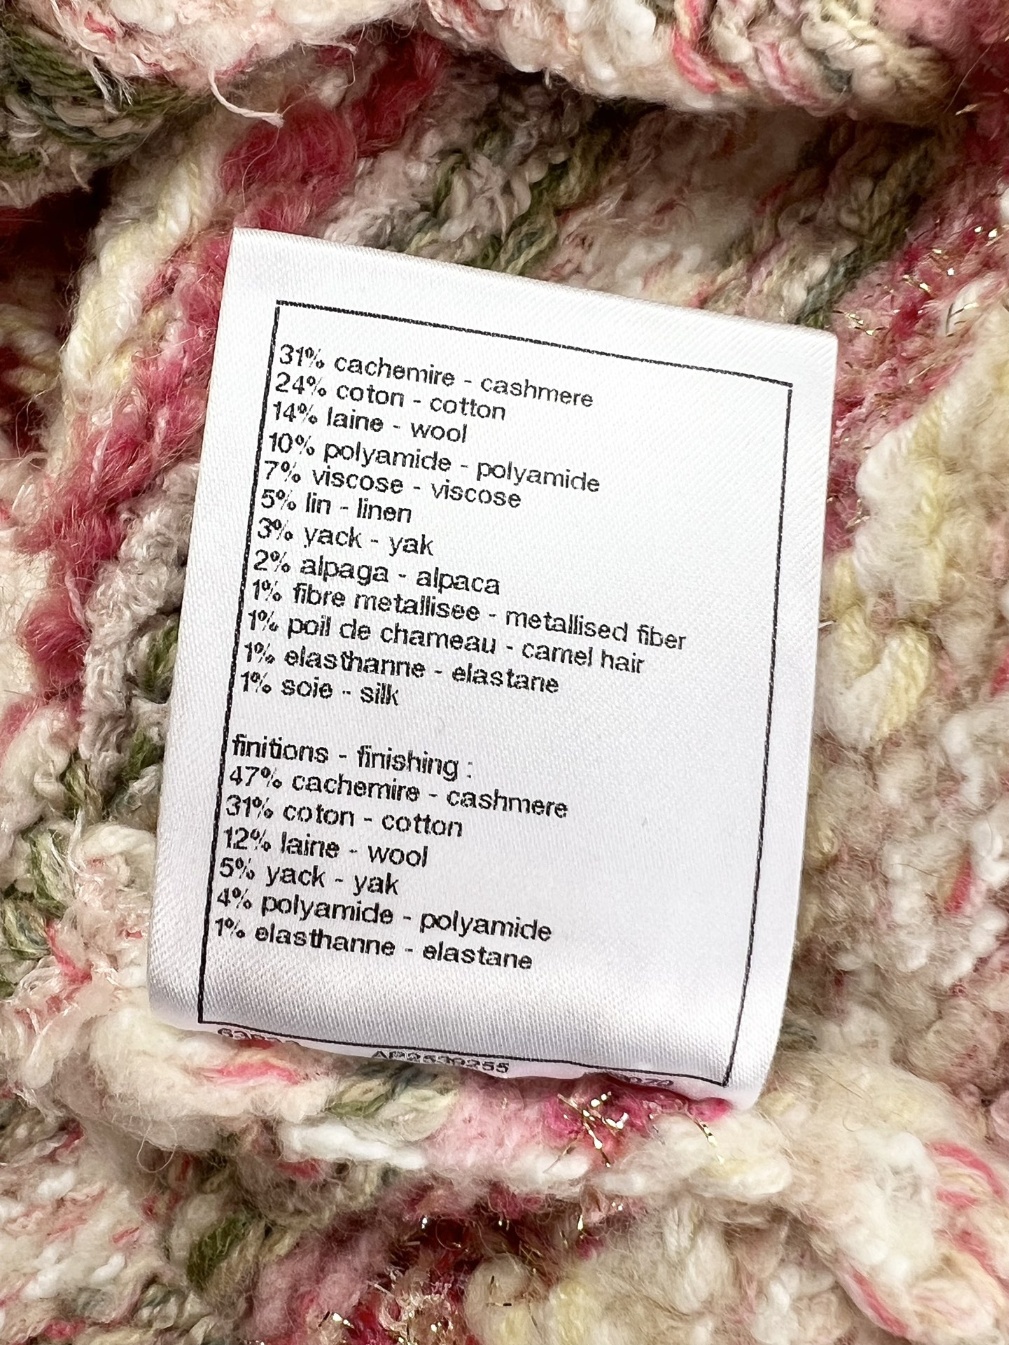 31% cachemire - cashmere
24% coton - cotton
14% laine - wool
10% polyamide - polyamide
7% viscose - viscose
5% lin - linen
3% yack - yak
2% alpaga - alpaca
1% fibre metallisee - metallised fiber
1% poil de chameau - camel hair
1% elasthanne - elastane
1% soie - silk
finitions - finishing :
47% cachemire - cashmere
31% coton - cotton
12% laine - wool
5% yack - yak
4% polyamide - polyamide
1% elasthanne - elastane